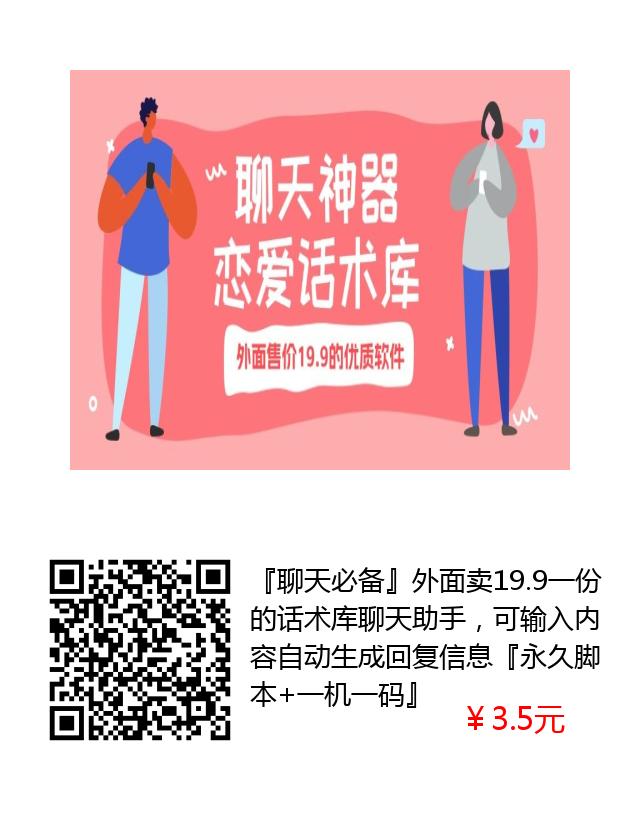 聊天神器
恋爱话术库
外面售价19.9的优质软件
『聊天必备』外面卖19.9一份
的话术库聊天助手，可输入内
容自动生成回复信息『永久脚
本+一机一码』
￥3.5元